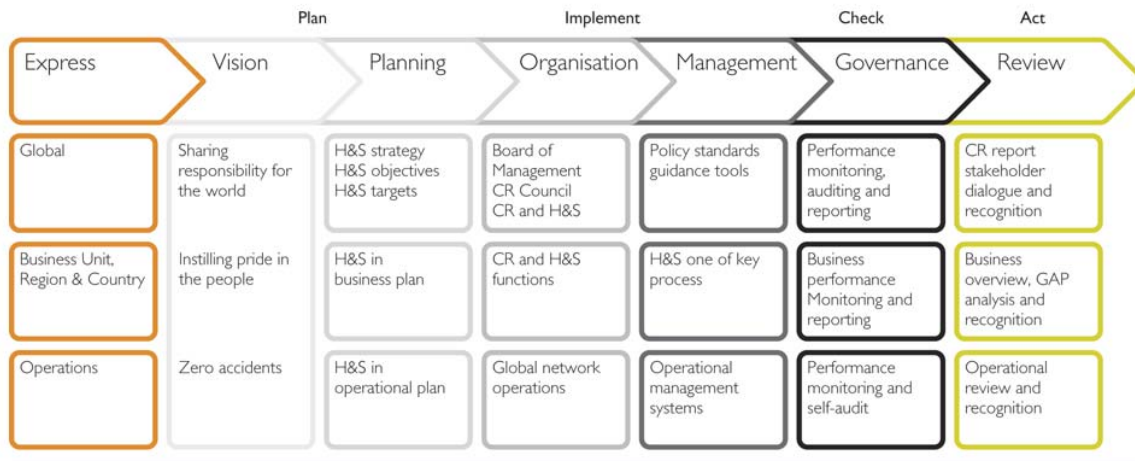 Plan
Implement
Check
Act
Express
Vision
Planning
Organisation
Management
Governance
Review
Global
Sharing
responsibility for
the world
H&S strategy
H&S objectives
H&S targets
Board of
Management
CR Council
CR and H&S
Policy standards
guidance tools
Performance
monitoring,
auditing and
reporting
CR report
stakeholder
dialogue and
recognition
Business Unit,
Region & Country
Instilling pride in
the people
H&S in
business plan
CR and H&S
functions
H&S one of key
process
Business
performance
Monitoring and
reporting
Business
overview, GAP
analysis and
recognition
Operations
Zero accidents
H&S in
operational plan
Global network
operations
Operational
management
systems
Performance
monitoring and
self-audit
Operational
review and
recognition